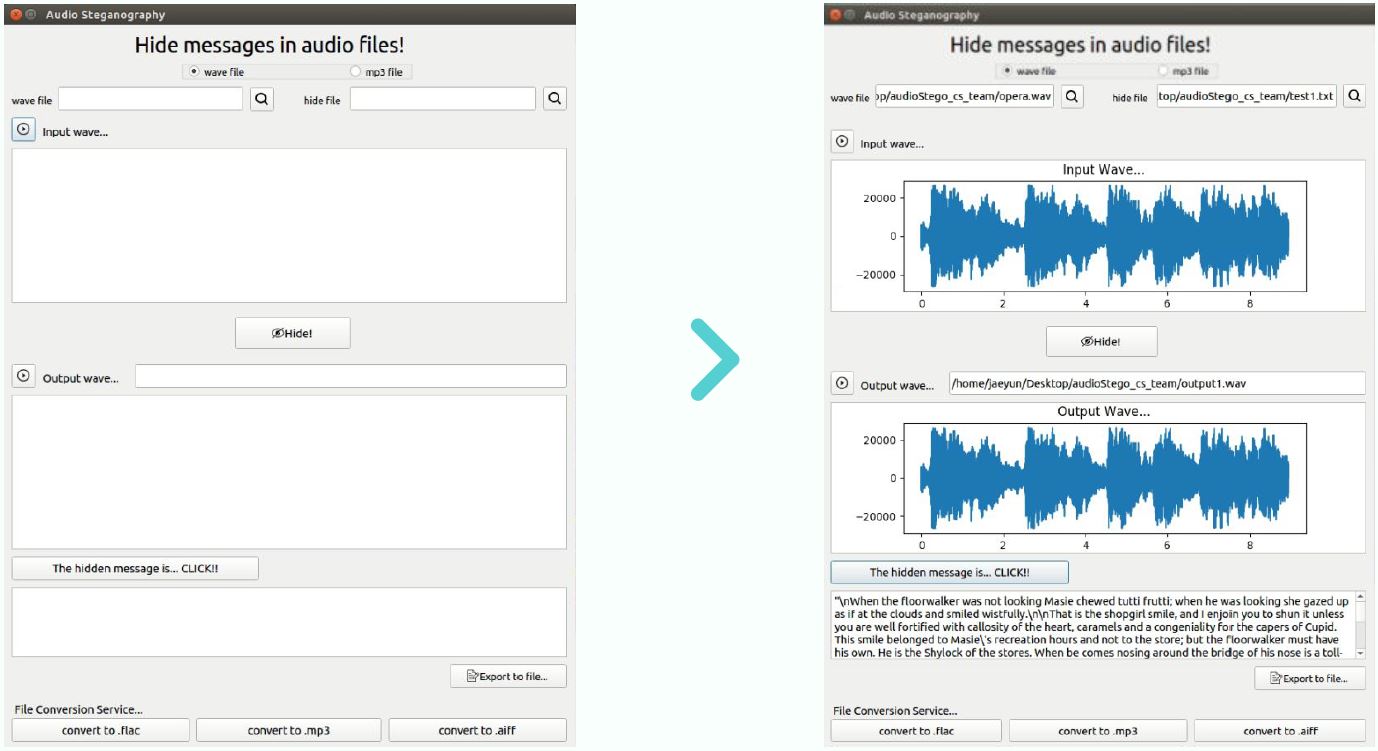 Audio Steganography
Hide messages in audio files!
wave file mp3 file
wave file hide file
Input wave...
Hide!
Output wave...
The hidden message is... CLICK!!
Export to file...
File Conversion Service...
convert to .flac convert to .mp3 convert to .aiff
Audio Steganography
Hide messages in audio files!
wave file mp3 file
wave file op/audioStego_cs_team/opera.wav hide file top/audioStego_cs_team/test1.txt
Input wave...
Input Wave...
20000
0
−20000
0 2 4 6 8
Hide!
Output wave... /home/jaeyun/Desktop/audioStego_cs_team/output1.wav
Output Wave...
20000
0
−20000
0 2 4 6 8
The hidden message is... CLICK!!
"\nWhen the floorwalker was not looking Masie chewed tutti frutti; when he was looking she gazed up
as if at the clouds and smiled wistfully.\n\nThat is the shopgirl smile, and I enjoin you to shun it unless
you are well fortified with callosity of the heart, caramels and a congeniality for the capers of Cupid.
This smile belonged to Masie\'s recreation hours and not to the store; but the floorwalker must have
his own. He is the Shylock of the stores. When be comes nosing around the bridge of his nose is a toll-
Export to file...
File Conversion Service...
convert to .flac convert to .mp3 convert to .aiff